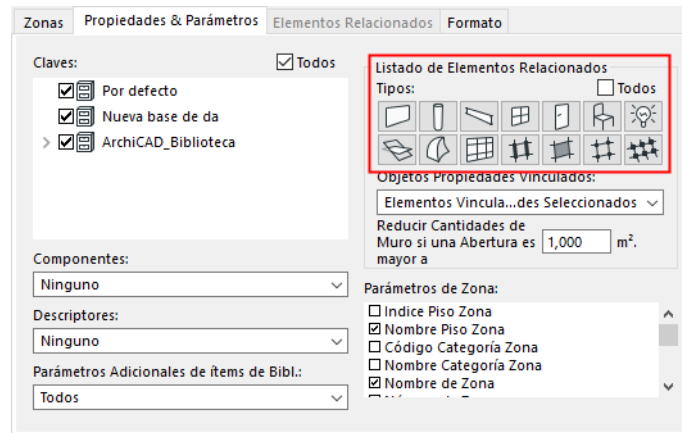 Zonas
Propiedades & Parámetros
Elementos Relacionados
Formato
Claves:
Todos
Por defecto
Nueva base de da
ArchiCAD_Biblioteca
Componentes:
Ninguno
Descriptores:
Ninguno
Parámetros Adicionales de ítems de Bibl.:
Todos
Listado de Elementos Relacionados
Tipos:
Todos
Objetos Propiedades Vinculados:
Elementos Vincula...des Seleccionados
Reducir Cantidades de
Muro si una Abertura es 1,000 m².
mayor a
Parámetros de Zona:
Indice Piso Zona
Nombre Piso Zona
Código Categoría Zona
Nombre Categoría Zona
Nombre de Zona